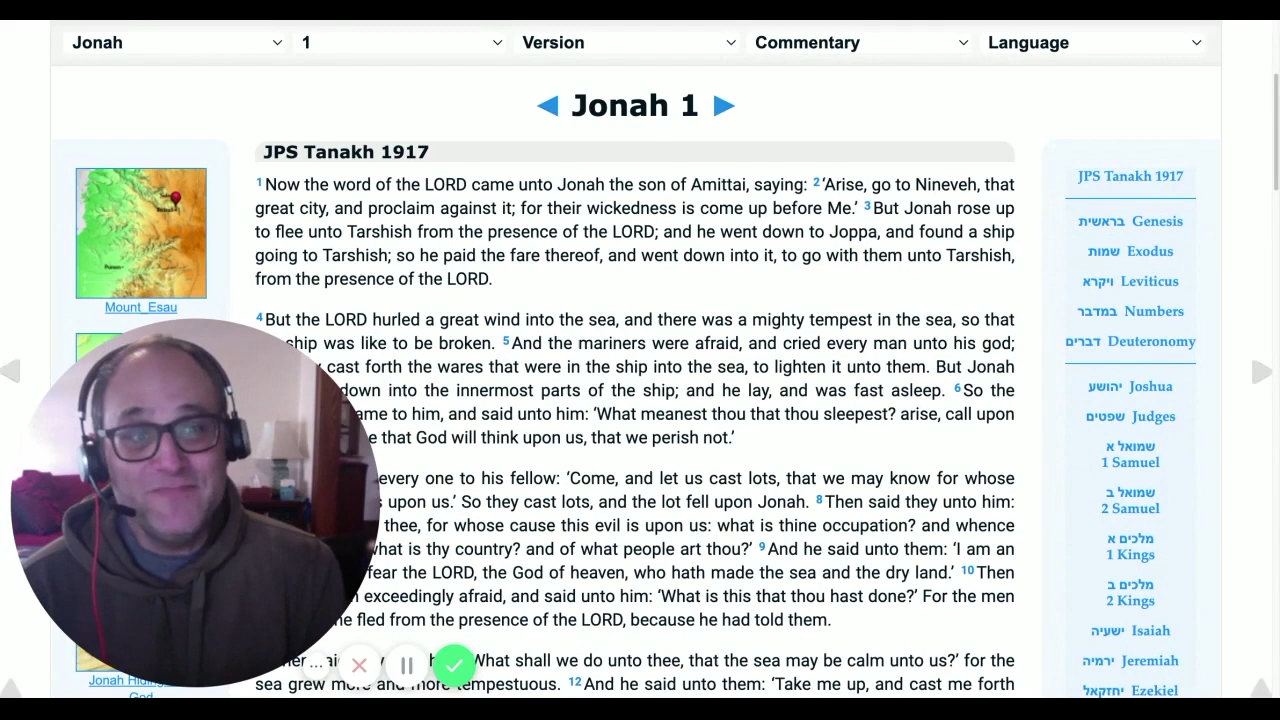 Jonah
1
Version
Commentary
Language
Jonah 1
JPS Tanakh 1917
1 Now the word of the LORD came unto Jonah the son of Amittai, saying: 2 ‘Arise, go to Nineveh, that
great city, and proclaim against it; for their wickedness is come up before Me.’ 3 But Jonah rose up
to flee unto Tarshish from the presence of the LORD; and he went down to Joppa, and found a ship
going to Tarshish; so he paid the fare thereof, and went down into it, to go with them unto Tarshish,
from the presence of the LORD.
4 But the LORD hurled a great wind into the sea, and there was a mighty tempest in the sea, so that
ship was like to be broken. 5 And the mariners were afraid, and cried every man unto his god;
cast forth the wares that were in the ship into the sea, to lighten it unto them. But Jonah
down into the innermost parts of the ship; and he lay, and was fast asleep. 6 So the
to him, and said unto him: ‘What meanest thou that thou sleepest? arise, call upon
that God will think upon us, that we perish not.’
every one to his fellow: ‘Come, and let us cast lots, that we may know for whose
upon us.’ So they cast lots, and the lot fell upon Jonah. 8 Then said they unto him:
thee, for whose cause this evil is upon us: what is thine occupation? and whence
what is thy country? and of what people art thou?’ 9 And he said unto them: ‘I am an
fear the LORD, the God of heaven, who hath made the sea and the dry land.’ 10 Then
exceedingly afraid, and said unto him: ‘What is this that thou hast done?’ For the men
he fled from the presence of the LORD, because he had told them.
What shall we do unto thee, that the sea may be calm unto us?’ for the
sea grew more and more tempestuous. 12 And he said unto them: ‘Take me up, and cast me forth
Mount Esau
Jonah
God
JPS Tanakh 1917
בראשית Genesis
שמות Exodus
ויקרא Leviticus
במדבר Numbers
דברים Deuteronomy
יהושע Joshua
שפטים Judges
שמואל א
1 Samuel
שמואל ב
2 Samuel
מלכים א
1 Kings
מלכים ב
2 Kings
ישעיה Isaiah
ירמיה Jeremiah
יחזקאל Ezekiel